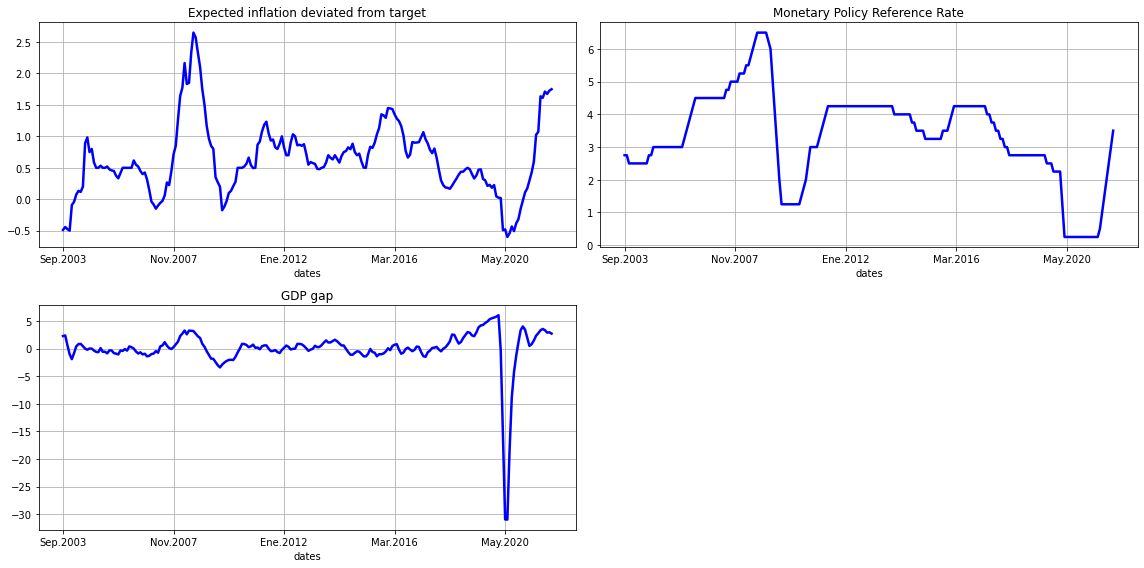 Expected inflation deviated from target
2.5
2.0
1.5
1.0
0.5
0.0
−0.5
Sep.2003 Nov.2007 Ene.2012 Mar.2016 May.2020
dates
Monetary Policy Reference Rate
6
5
4
3
2
1
0
Sep.2003 Nov.2007 Ene.2012 Mar.2016 May.2020
dates
GDP gap
5
0
−5
−10
−15
−20
−25
−30
Sep.2003 Nov.2007 Ene.2012 Mar.2016 May.2020
dates